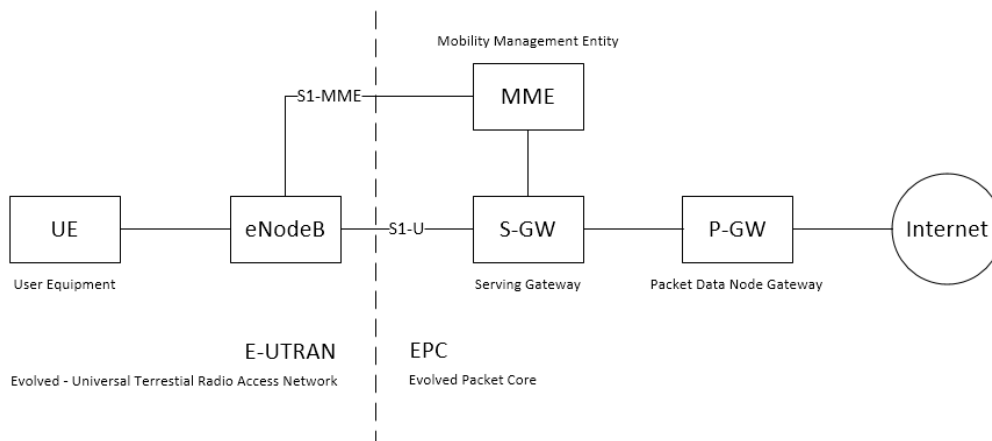 Mobility Management Entity
MME
S1-MME
UE
eNodeB
S1-U
S-GW
P-GW
Internet
User Equipment
Serving Gateway
Packet Data Node Gateway
E-UTRAN
EPC
Evolved - Universal Terrestial Radio Access Network
Evolved Packet Core